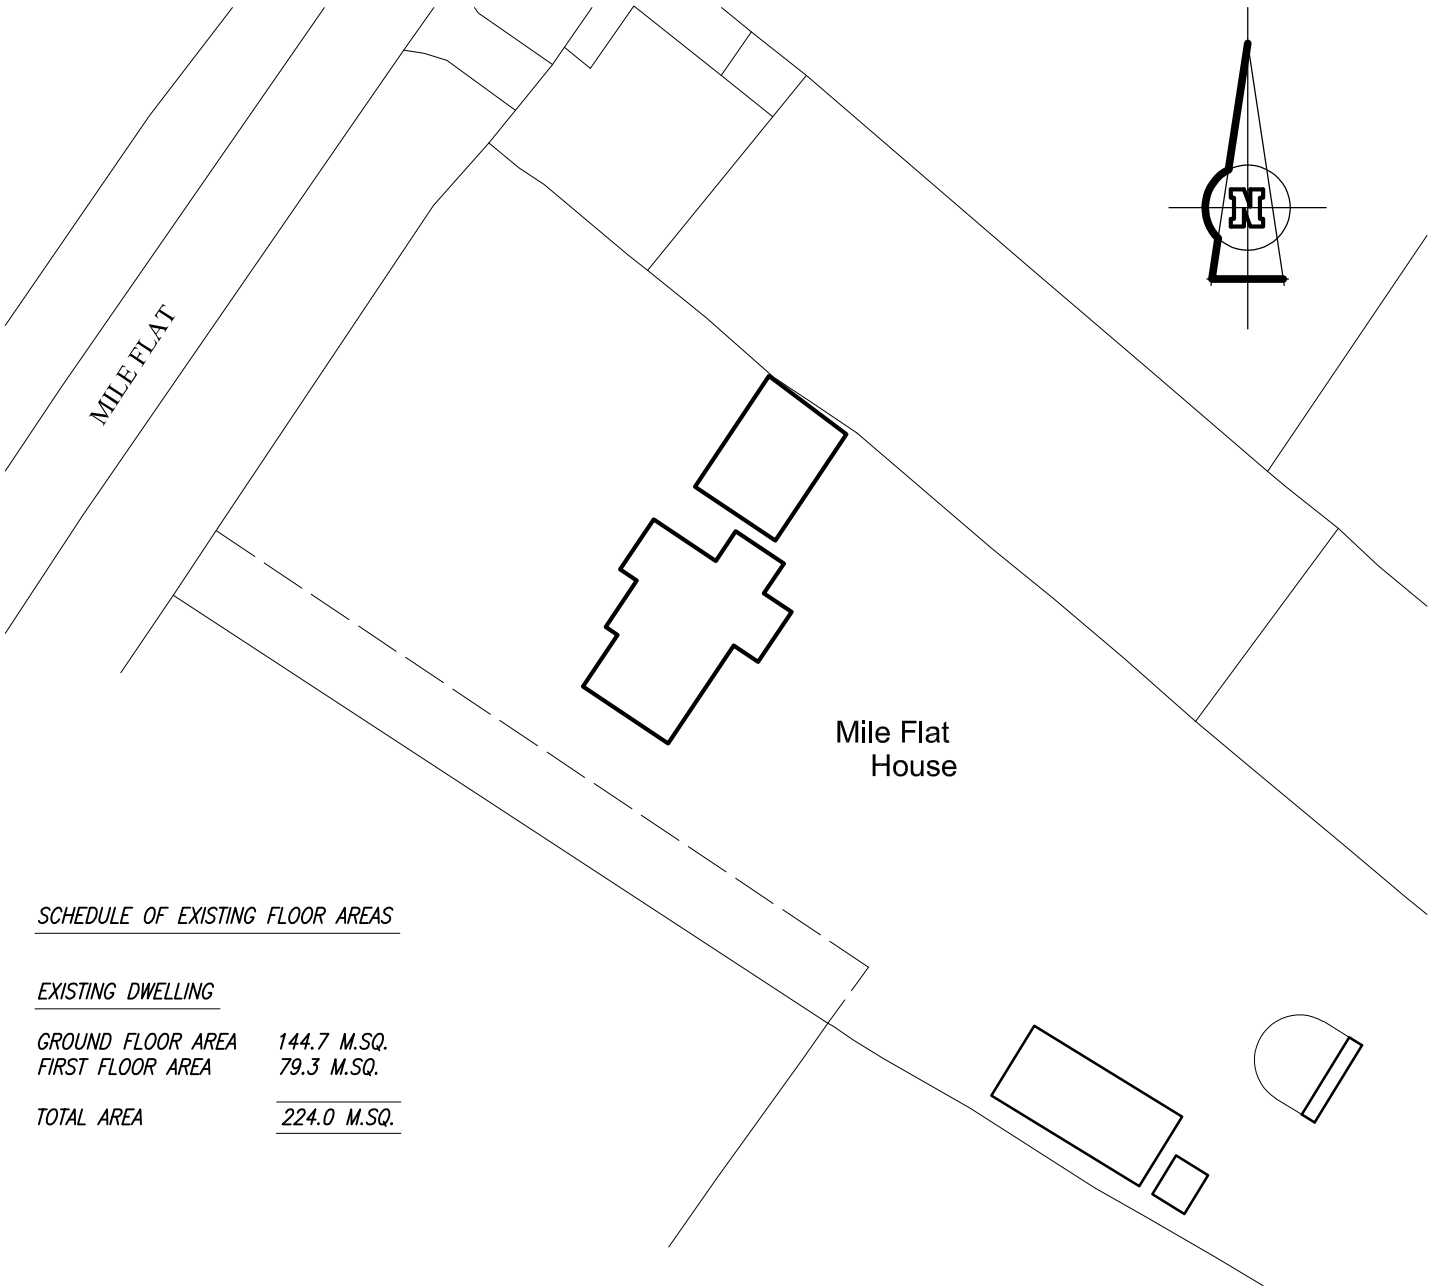 N
MILE FLAT
Mile Flat
House
SCHEDULE OF EXISTING FLOOR AREAS
EXISTING DWELLING
GROUND FLOOR AREA 144.7 M.SQ.
FIRST FLOOR AREA 79.3 M.SQ.
TOTAL AREA 224.0 M.SQ.